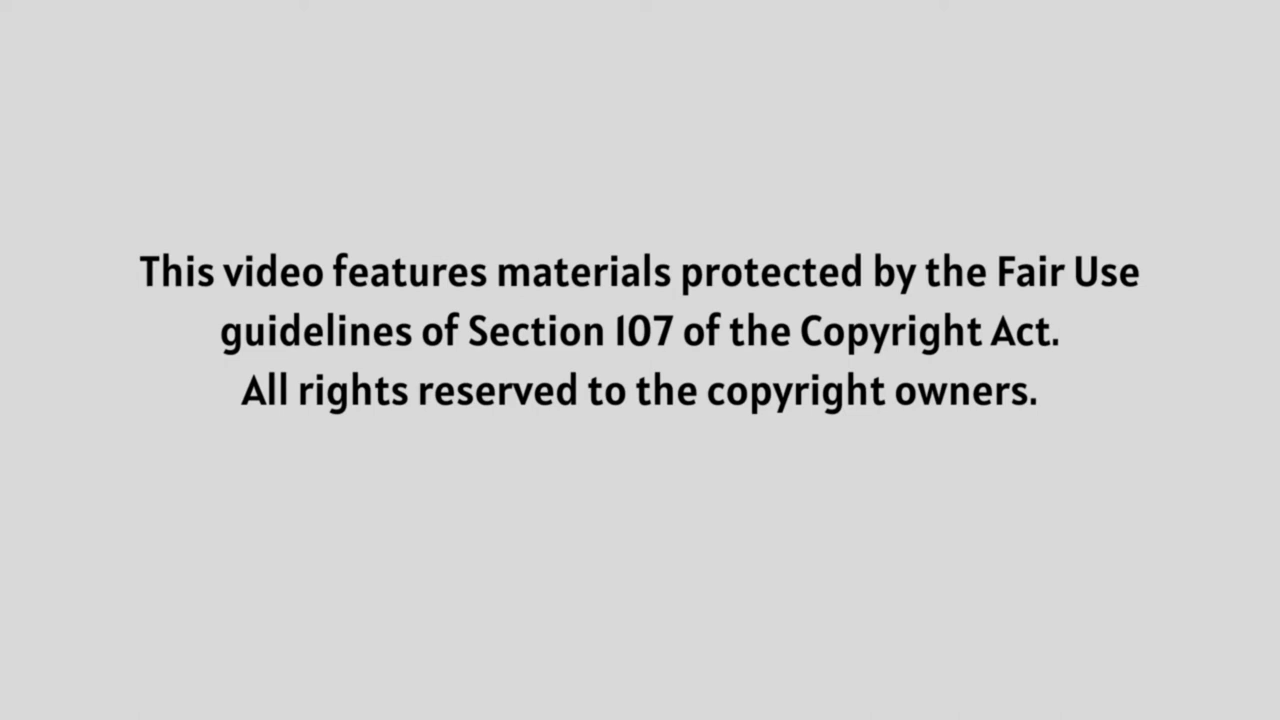 This video features materials protected by the Fair Use
guidelines of Section 107 of the Copyright Act.
All rights reserved to the copyright owners.